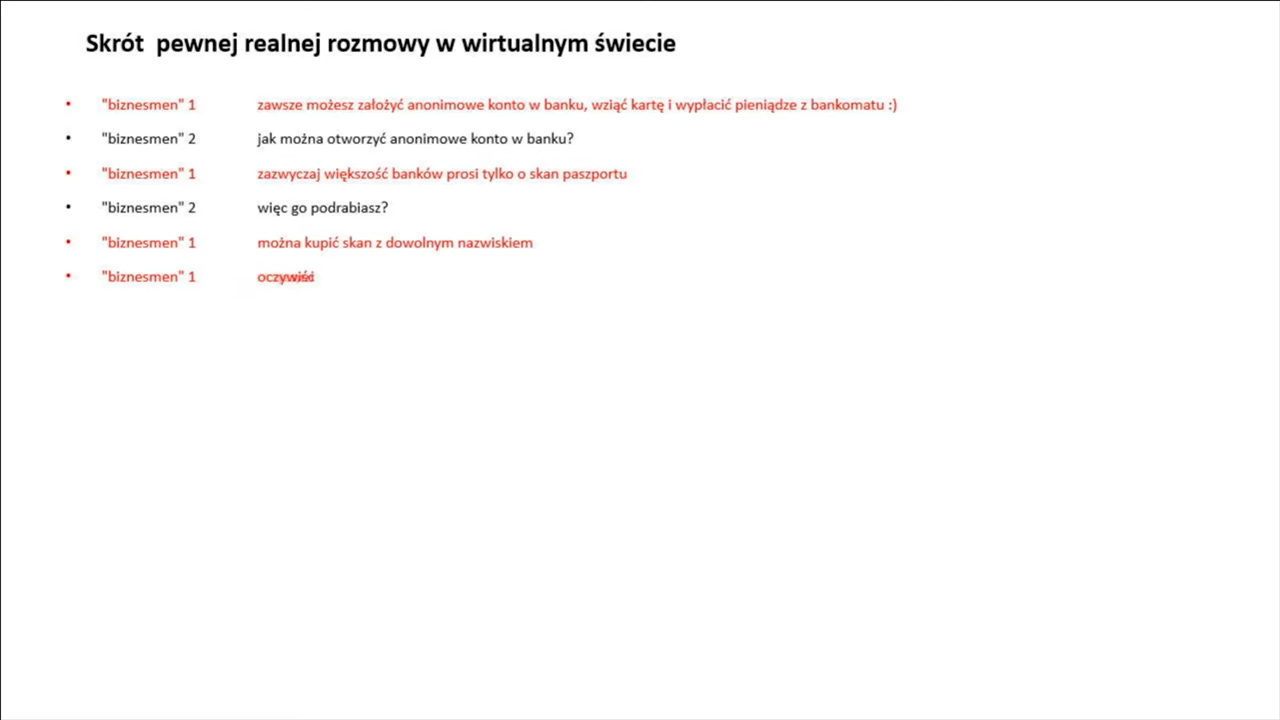 Skrót pewnej realnej rozmowy w wirtualnym świecie
• "biznesmen" 1 zawsze możesz założyć anonimowe konto w banku, wziąć kartę i wypłacić pieniądze z bankomatu :)
• "biznesmen" 2 jak można otworzyć anonimowe konto w banku?
• "biznesmen" 1 zazwyczaj większość banków prosi tylko o skan paszportu
• "biznesmen" 2 więc go podrabiasz?
• "biznesmen" 1 można kupić skan z dowolnym nazwiskiem
• "biznesmen" 1